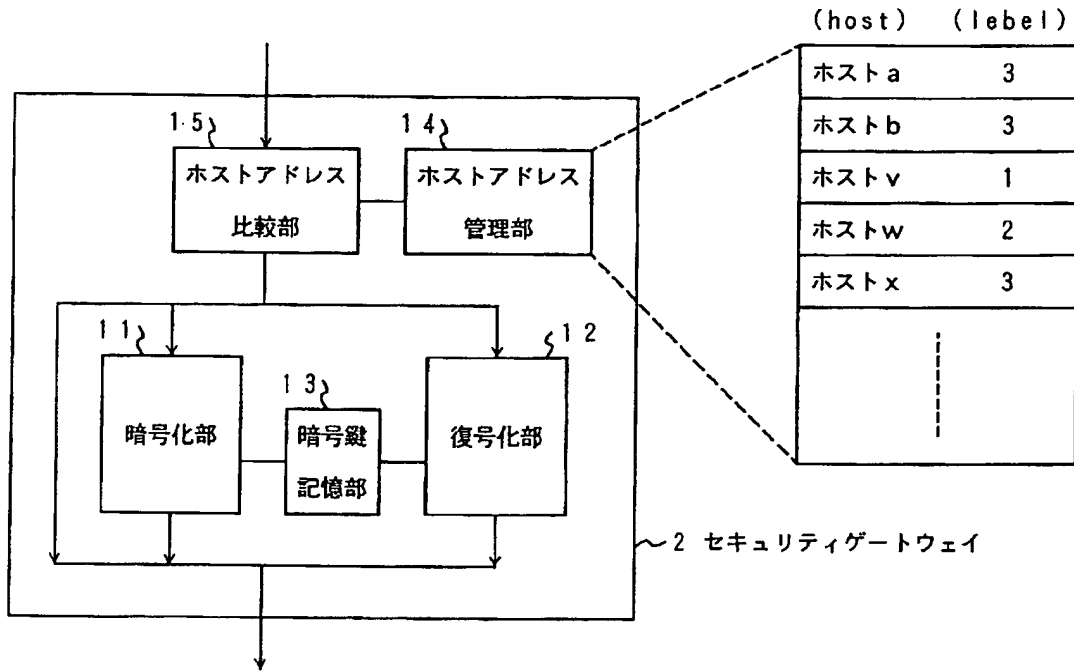 (host) (lebel)
ホストa 3
ホストb 3
ホストv 1
ホストw 2
ホストx 3
15
ホストアドレス
比較部
14
ホストアドレス
管理部
11
暗号化部
13
暗号鍵
記憶部
12
復号化部
2 セキュリティゲートウェイ